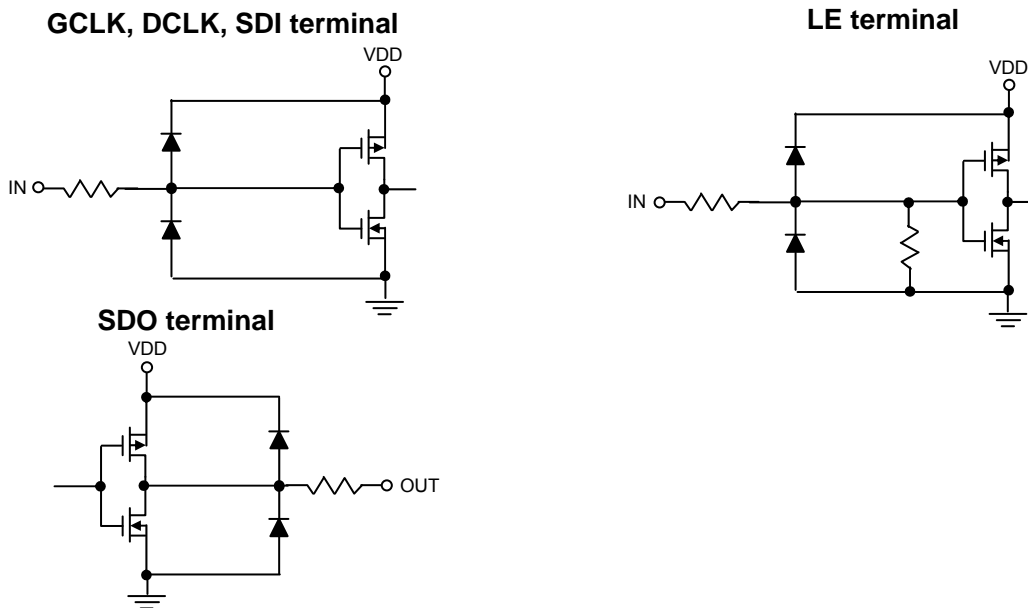 GCLK, DCLK, SDI terminal
VDD
IN
LE terminal
VDD
IN
SDO terminal
VDD
OUT